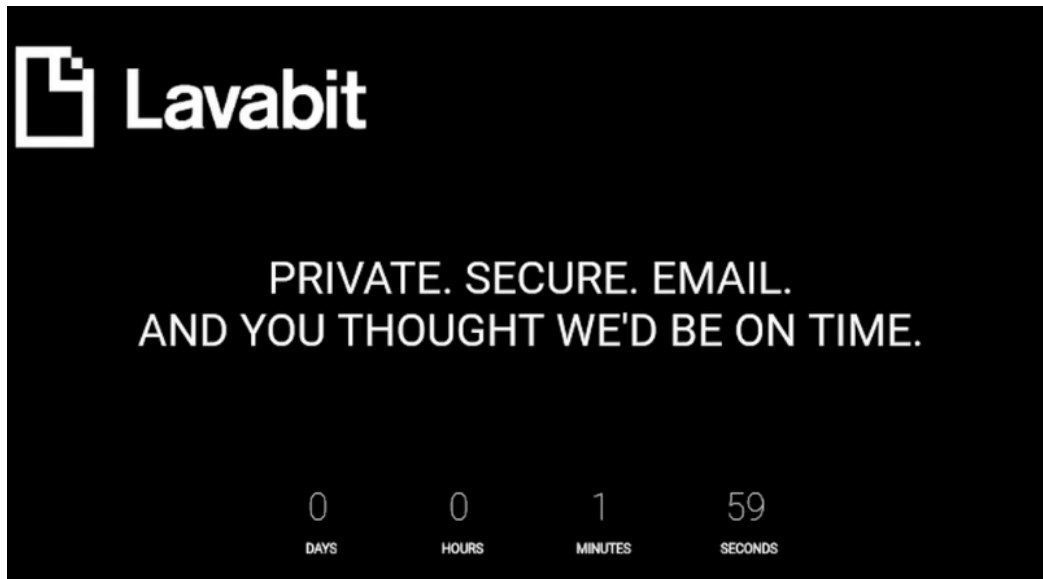 Lavabit
PRIVATE. SECURE. EMAIL.
AND YOU THOUGHT WE'D BE ON TIME.
0 0 1 59
DAYS HOURS MINUTES SECONDS